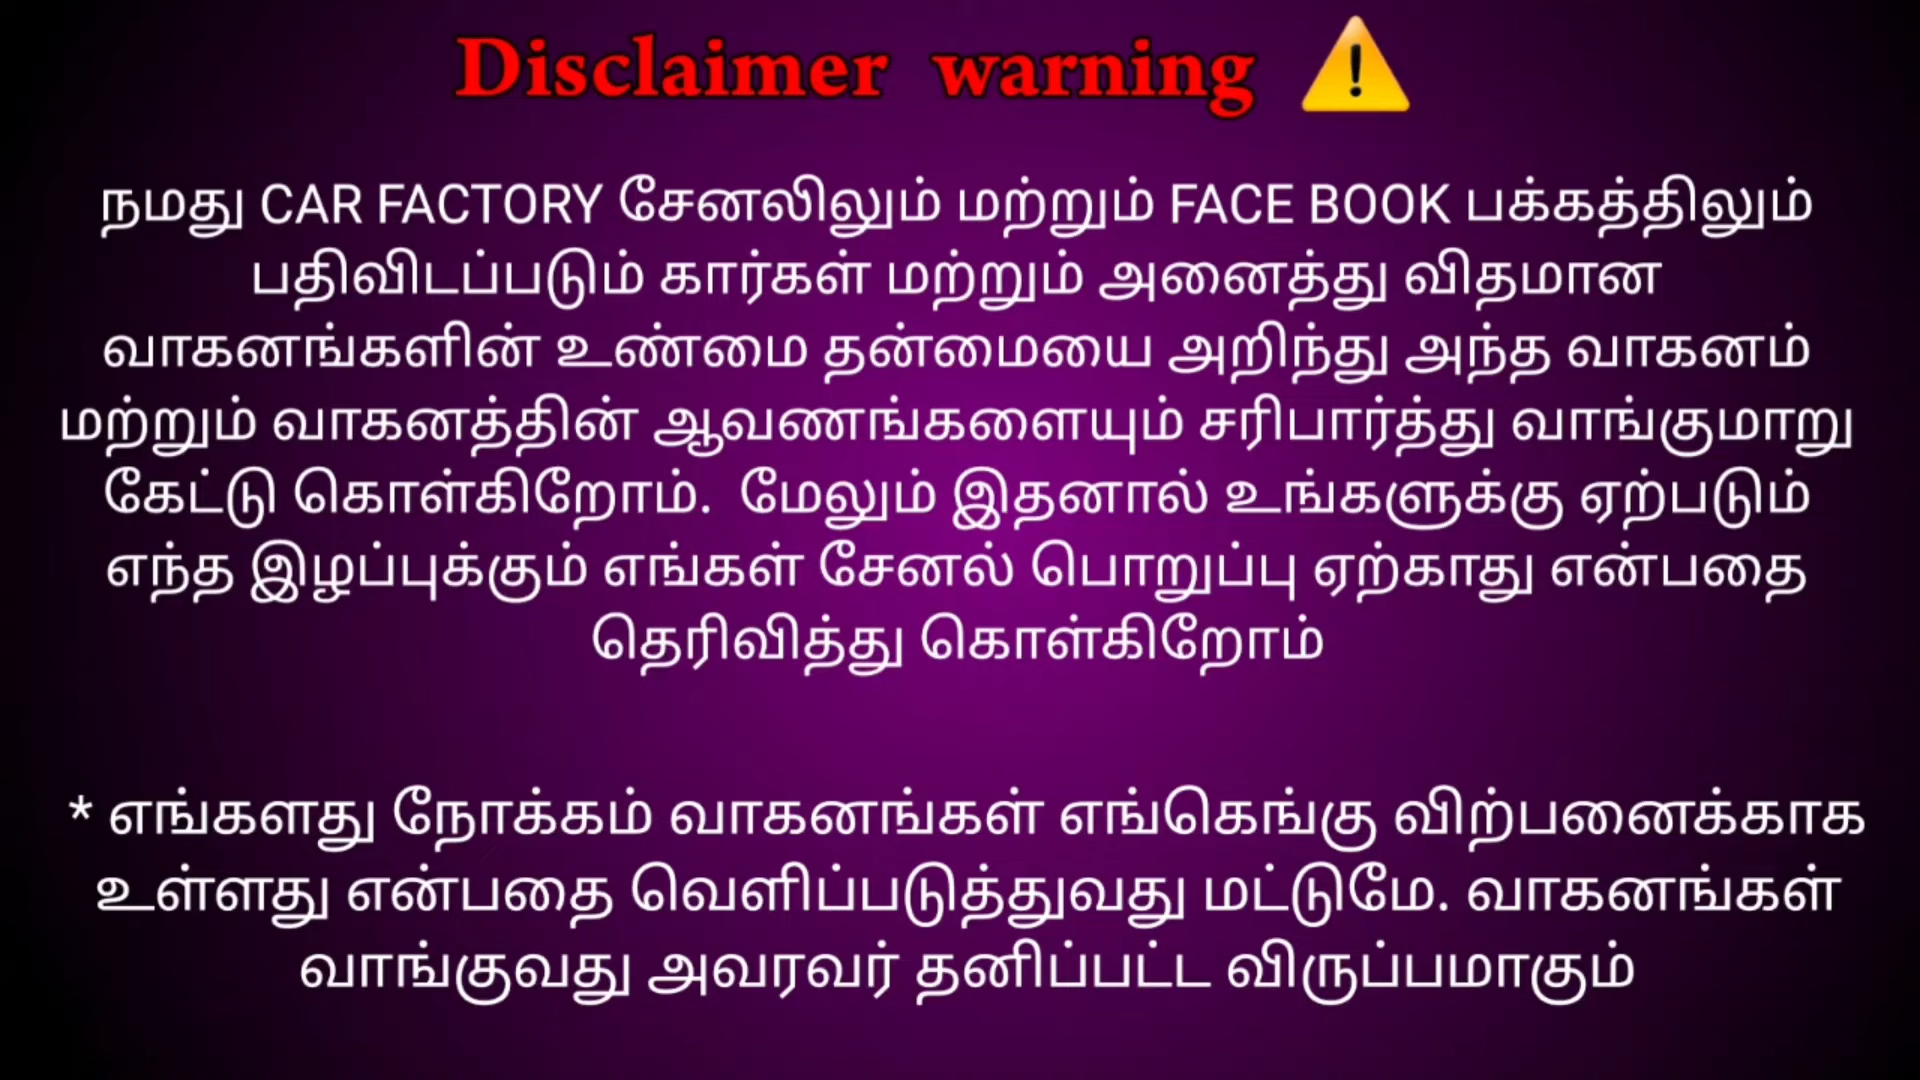 Disclaimer warning ⚠️
நமது CAR FACTORY சேனலிலும் மற்றும் FACE BOOK பக்கத்திலும்
பதிவிடப்படும் கார்கள் மற்றும் அனைத்து விதமான
வாகனங்களின் உண்மை தன்மையை அறிந்து அந்த வாகனம்
மற்றும் வாகனத்தின் ஆவணங்களையும் சரிபார்த்து வாங்குமாறு
கேட்டு கொள்கிறோம். மேலும் இதனால் உங்களுக்கு ஏற்படும்
எந்த இழப்புக்கும் எங்கள் சேனல் பொறுப்பு ஏற்காது என்பதை
தெரிவித்து கொள்கிறோம்
* எங்களது நோக்கம் வாகனங்கள் எங்கெங்கு விற்பனைக்காக
உள்ளது என்பதை வெளிப்படுத்துவது மட்டுமே. வாகனங்கள்
வாங்குவது அவரவர் தனிப்பட்ட விருப்பமாகும்